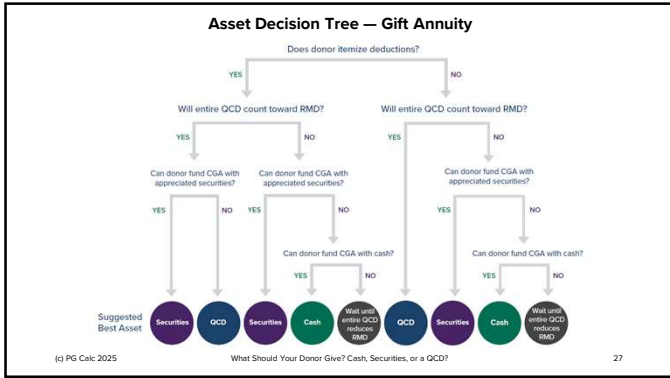 Asset Decision Tree — Gift Annuity
Does donor itemize deductions?
YES
NO
Will entire QCD count toward RMD?
Will entire QCD count toward RMD?
YES
NO
YES
NO
Can donor fund CGA with
appreciated securities?
Can donor fund CGA with
appreciated securities?
Can donor fund CGA with
appreciated securities?
YES
NO
YES
NO
YES
NO
Can donor fund CGA with cash?
Can donor fund CGA with cash?
YES
NO
YES
NO
Suggested
Best Asset
Securities
QCD
Securities
Cash
Wait until
entire QCD
reduces
RMD
QCD
Securities
Cash
Wait until
entire QCD
reduces
RMD
(c) PG Calc 2025
What Should Your Donor Give? Cash, Securities, or a QCD?
27